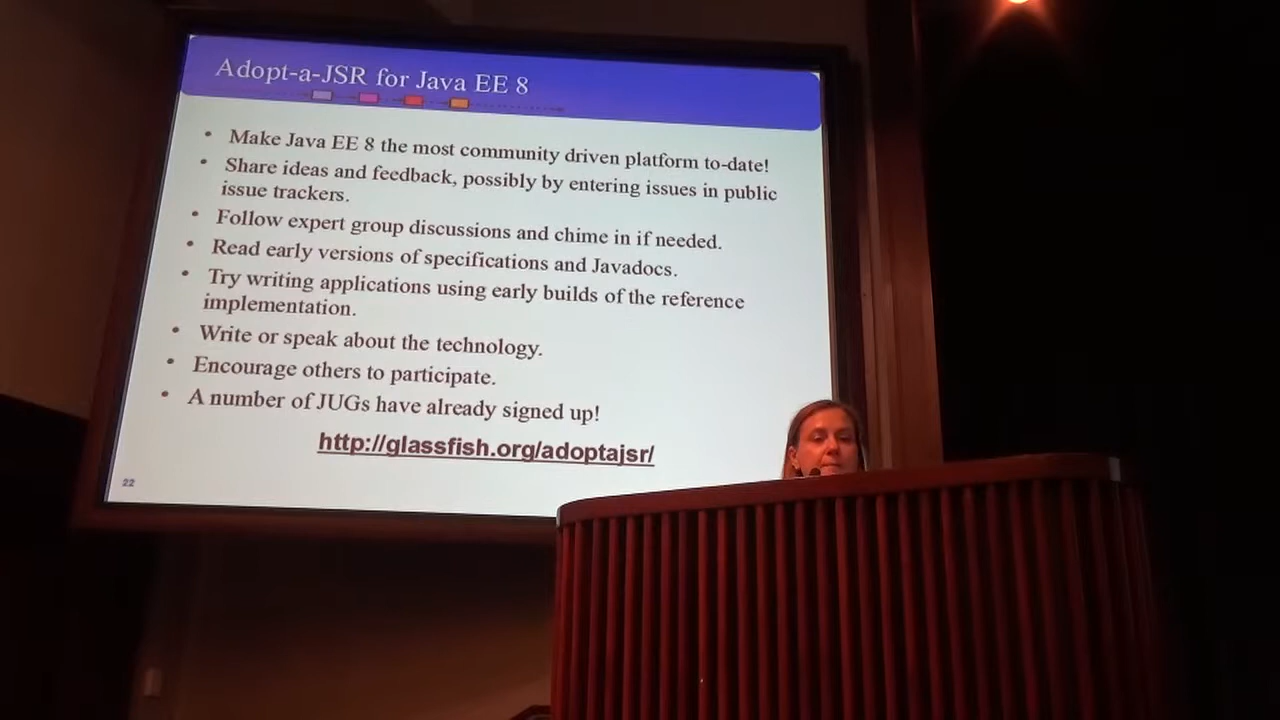 Adopt-a-JSR for Java EE 8
• Make Java EE 8 the most community driven platform to-date!
• Share ideas and feedback, possibly by entering issues in public
issue trackers.
• Follow expert group discussions and chime in if needed.
• Read early versions of specifications and Javadocs.
• Try writing applications using early builds of the reference
implementation.
• Write or speak about the technology.
• Encourage others to participate.
• A number of JUGs have already signed up!
http://glassfish.org/adoptajsr/
22